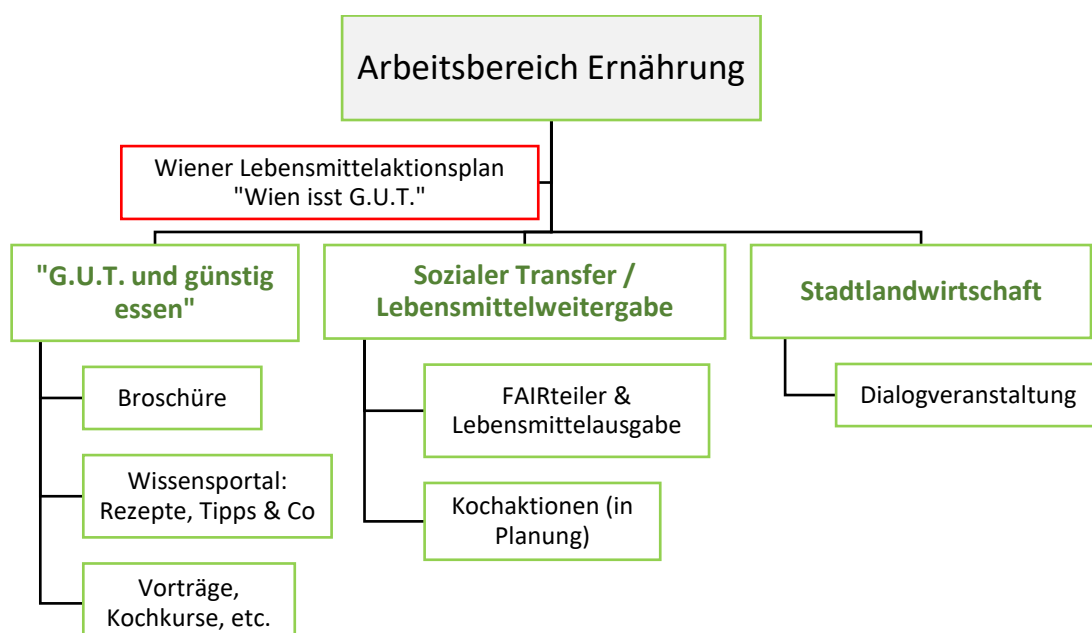 Arbeitsbereich Ernährung
Wiener Lebensmittelaktionsplan
"Wien isst G.U.T."
"G.U.T. und günstig
essen"
Broschüre
Wissensportal:
Rezepte, Tipps & Co
Vorträge,
Kochkurse, etc.
Sozialer Transfer /
Lebensmittelweitergabe
FAIRteiler &
Lebensmittelausgabe
Kochaktionen (in
Planung)
Stadtlandwirtschaft
Dialogveranstaltung